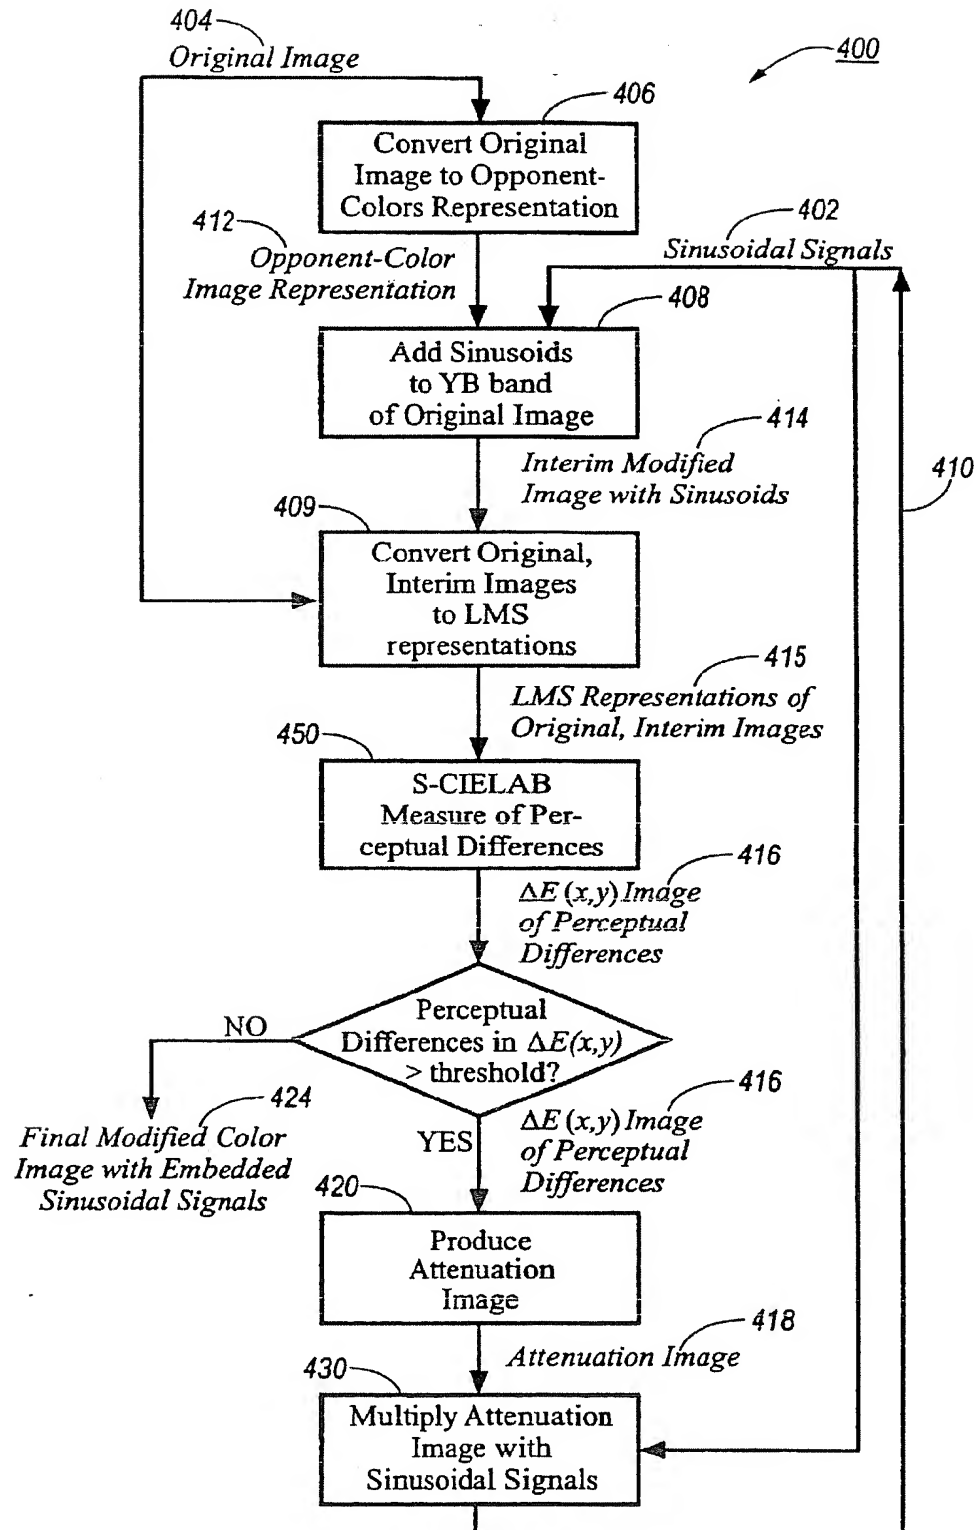 404
Original Image
400
406
Convert Original
Image to Opponent-
Colors Representation
402
Sinusoidal Signals
412
Opponent-Color
Image Representation
408
Add Sinusoids
to YB band
of Original Image
414
Interim Modified
Image with Sinusoids
410
409
Convert Original,
Interim Images
to LMS
representations
415
LMS Representations of
Original, Interim Images
450
S-CIELAB
Measure of Per-
ceptual Differences
416
ΔE (x,y) Image
of Perceptual
Differences
Perceptual
Differences in ΔE(x,y)
> threshold?
NO
424
Final Modified Color
Image with Embedded
Sinusoidal Signals
YES
416
ΔE (x,y) Image
of Perceptual
Differences
420
Produce
Attenuation
Image
418
Attenuation Image
430
Multiply Attenuation
Image with
Sinusoidal Signals